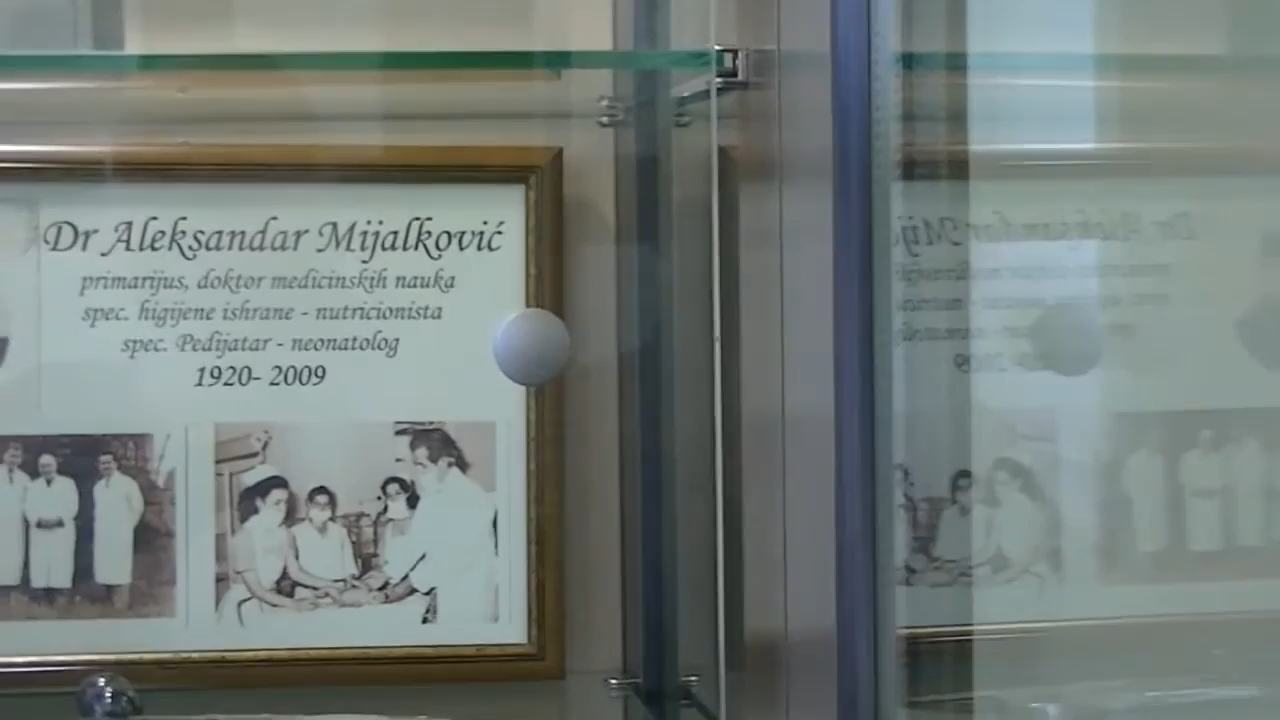 Dr Aleksandar Mijalković
primarijus, doktor medicinskih nauka
spec. higijene ishrane - nutricionista
spec. Pedijatar - neonatolog
1920- 2009